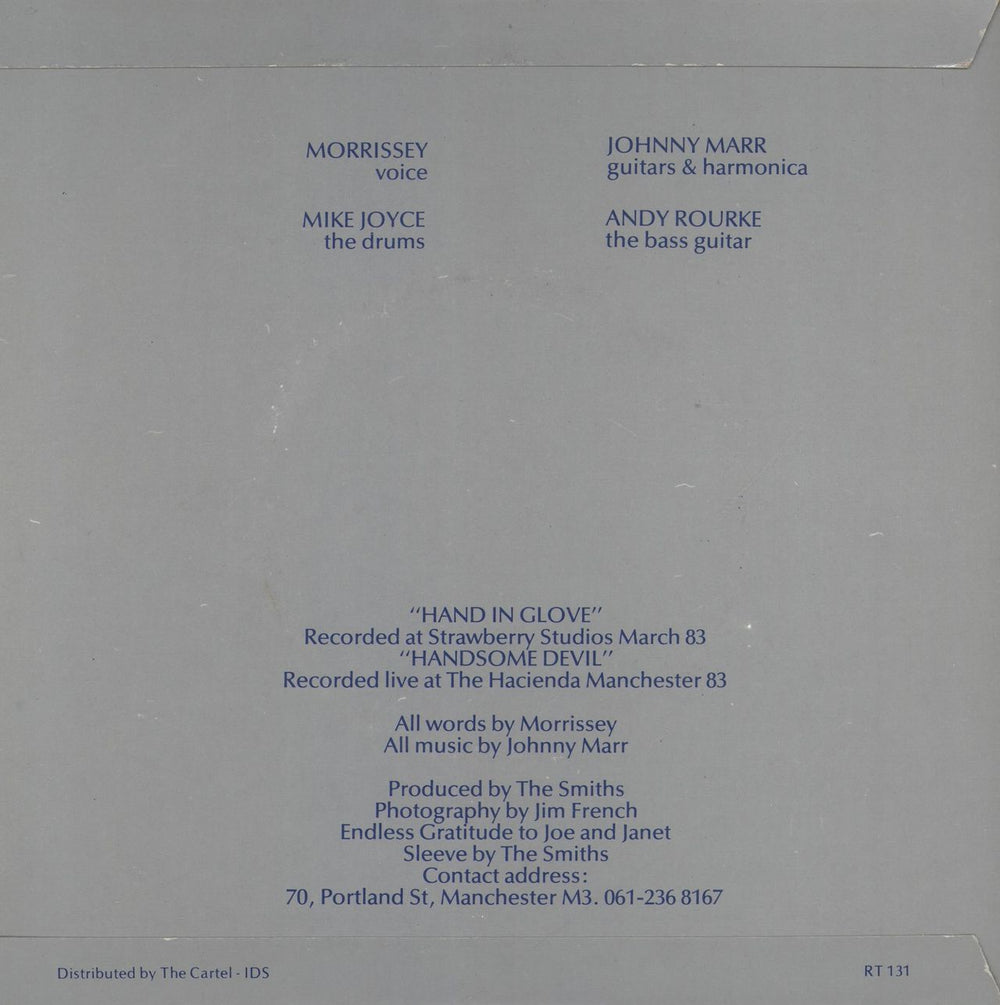 MORRISSEY
voice
JOHNNY MARR
guitars & harmonica
MIKE JOYCE
the drums
ANDY ROURKE
the bass guitar
‘‘HAND IN GLOVE’’
Recorded at Strawberry Studios March 83
‘‘HANDSOME DEVIL’’
Recorded live at The Hacienda Manchester 83
All words by Morrissey
All music by Johnny Marr
Produced by The Smiths
Photography by Jim French
Endless Gratitude to Joe and Janet
Sleeve by The Smiths
Contact address:
70, Portland St, Manchester M3. 061-236 8167
Distributed by The Cartel - IDS
RT 131